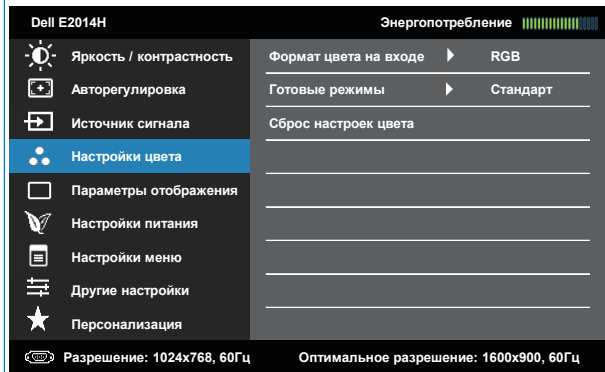 Dell E2014H Энергопотребление
Яркость / контрастность Формат цвета на входе RGB
Авторегулировка Готовые режимы Стандарт
Источник сигнала Сброс настроек цвета
Настройки цвета
Параметры отображения
Настройки питания
Настройки меню
Другие настройки
Персонализация
Разрешение: 1024x768, 60Гц Оптимальное разрешение: 1600x900, 60Гц